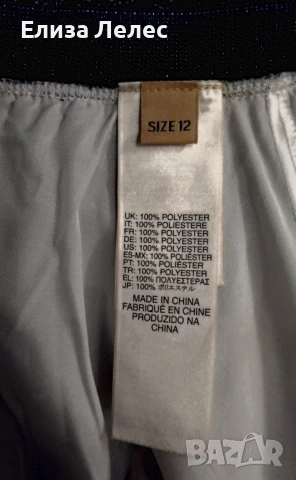 Елиза Лелес
SIZE 12
UK: 100% POLYESTER
IT: 100% POLIESTERE
FR: 100% POLYESTER
DE: 100% POLYESTER
US: 100% POLYESTER
ES-MX: 100% POLIÉSTER
PT: 100% POLIÉSTER
TR: 100% POLYESTER
EL: 100% ΠΟΛΥΕΣΤΕΡΑΣ
JP: 100% ポリエステル
MADE IN CHINA
FABRIQUÉ EN CHINE
PRODUZIDO NA
CHINA
BAZAR